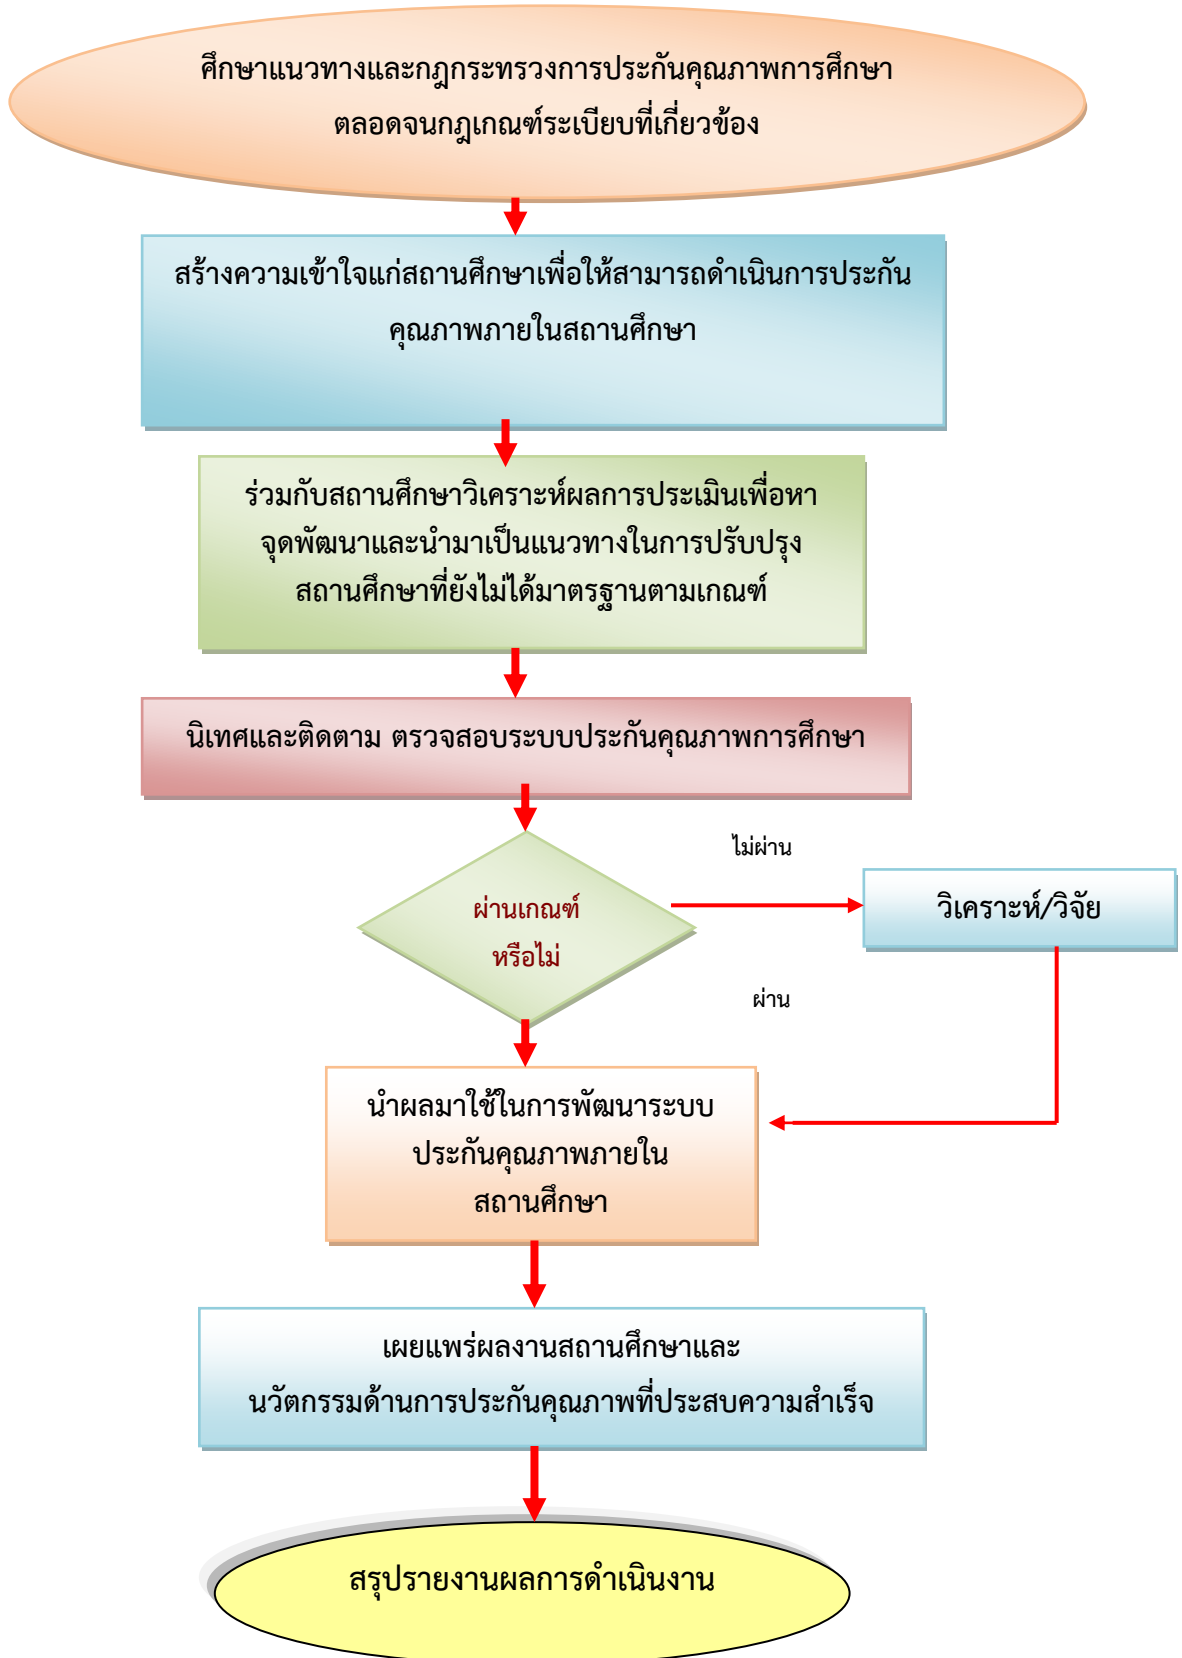 ศึกษาแนวทางและกฎกระทรวงการประกันคุณภาพการศึกษา
ตลอดจนกฎเกณฑ์ระเบียบที่เกี่ยวข้อง
สร้างความเข้าใจแก่สถานศึกษาเพื่อให้สามารถดำเนินการประกัน
คุณภาพภายในสถานศึกษา
ร่วมกับสถานศึกษาวิเคราะห์ผลการประเมินเพื่อหา
จุดพัฒนาและนำมาเป็นแนวทางในการปรับปรุง
สถานศึกษาที่ยังไม่ได้มาตรฐานตามเกณฑ์
นิเทศและติดตาม ตรวจสอบระบบประกันคุณภาพการศึกษา
ไม่ผ่าน
ผ่านเกณฑ์
หรือไม่
วิเคราะห์/วิจัย
ผ่าน
นำผลมาใช้ในการพัฒนาระบบ
ประกันคุณภาพภายใน
สถานศึกษา
เผยแพร่ผลงานสถานศึกษาและ
นวัตกรรมด้านการประกันคุณภาพที่ประสบความสำเร็จ
สรุปรายงานผลการดำเนินงาน